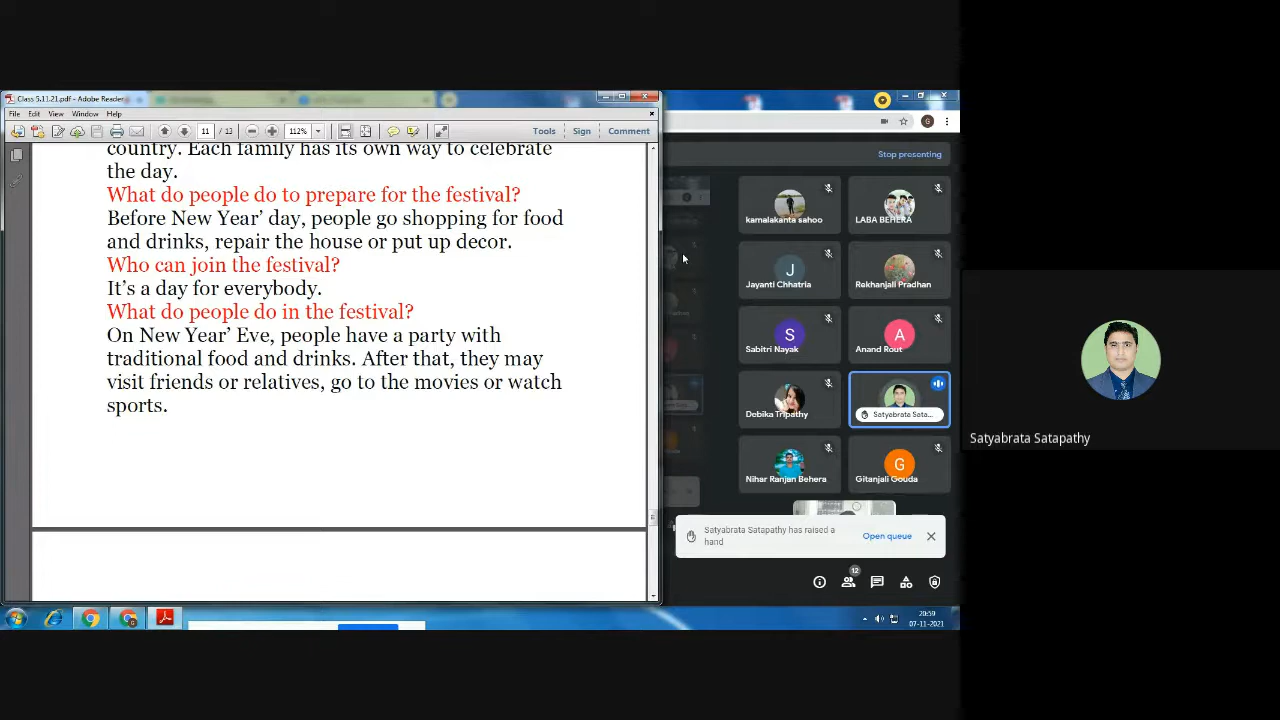 Class 5.11.21.pdf - Adobe Reader
File Edit View Window Help
11 / 13 112% Tools Sign Comment
country. Each family has its own way to celebrate
the day.
What do people do to prepare for the festival?
Before New Year’ day, people go shopping for food
and drinks, repair the house or put up decor.
Who can join the festival?
It’s a day for everybody.
What do people do in the festival?
On New Year’ Eve, people have a party with
traditional food and drinks. After that, they may
visit friends or relatives, go to the movies or watch
sports.
G
Stop presenting
kamalakanta sahoo
LABA BEHERA
J
Jayanti Chhatria
Rekhanjali Pradhan
S
Sabitri Nayak
A
Anand Rout
Debika Tripathy
Satyabrata Sata...
Nihar Ranjan Behera
G
Gitanjali Gouda
Satyabrata Satapathy has raised a
hand
Open queue
12
20:59
07-11-2021
Satyabrata Satapathy